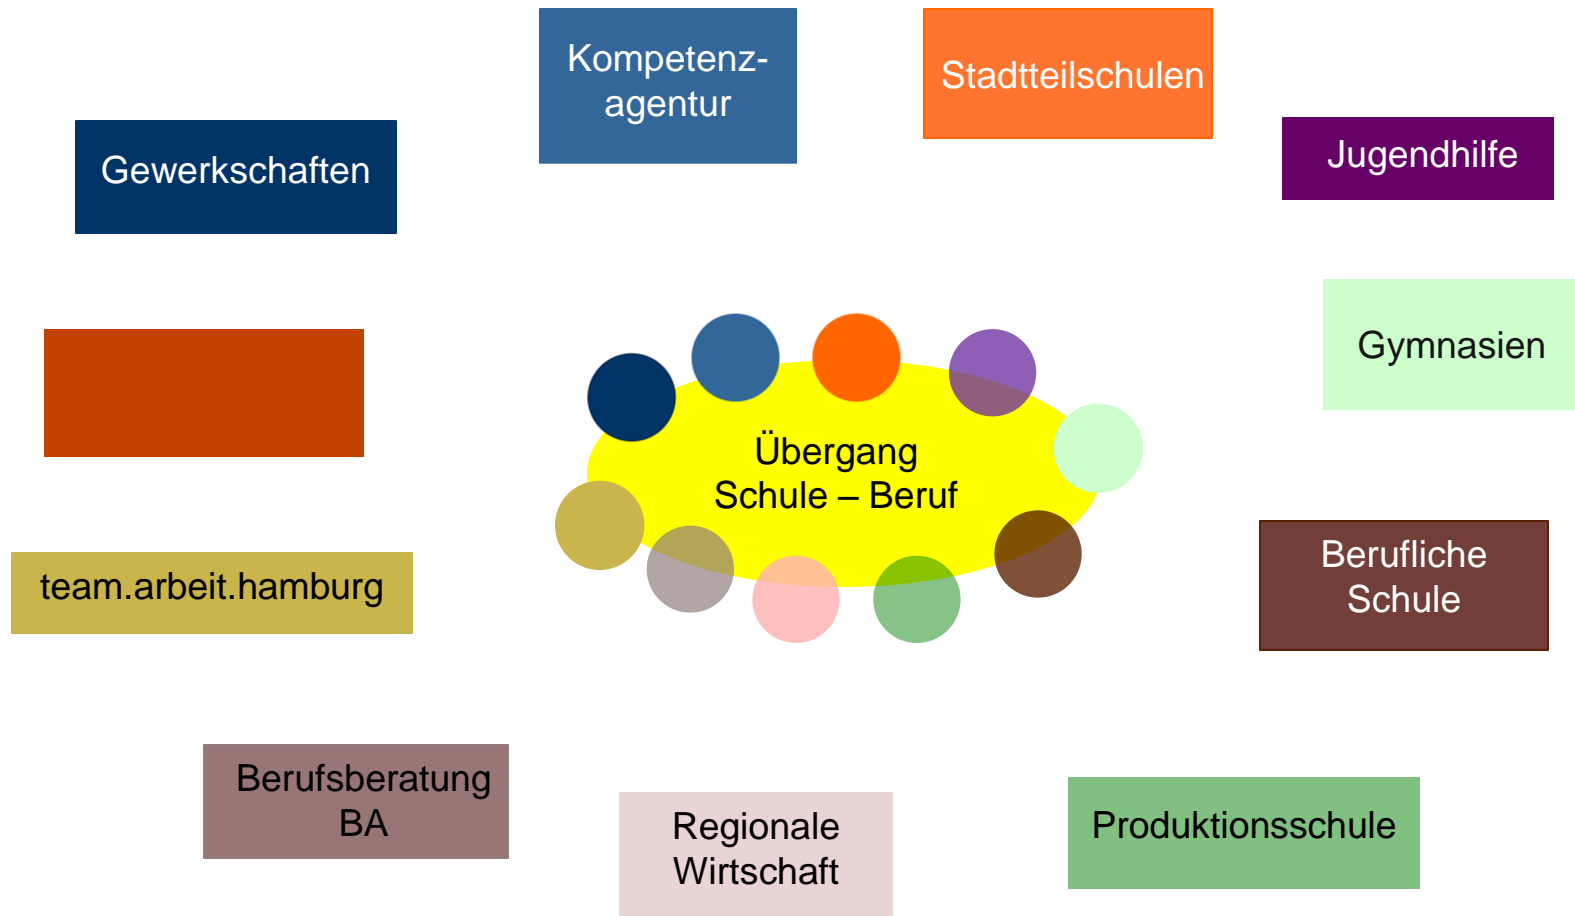 Kompetenz-
agentur
Stadtteilschulen
Jugendhilfe
Gewerkschaften
Gymnasien
Übergang
Schule – Beruf
Berufliche
Schule
team.arbeit.hamburg
Berufsberatung
BA
Regionale
Wirtschaft
Produktionsschule